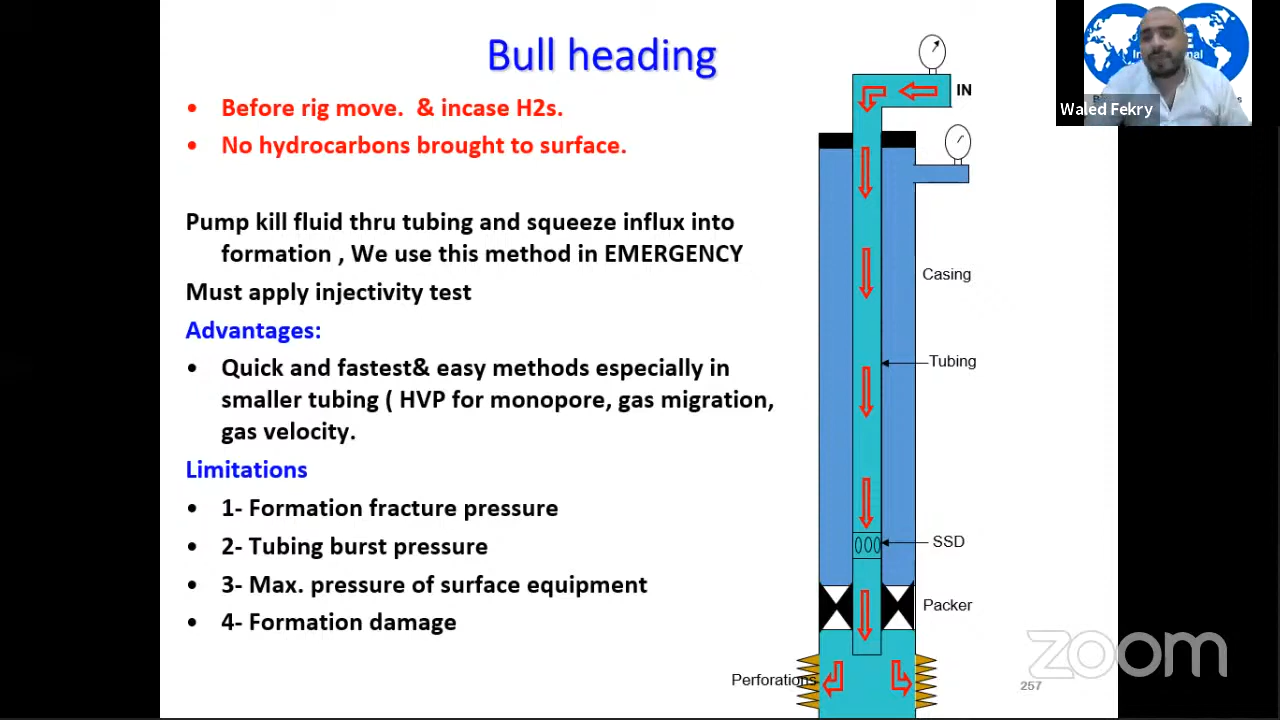 Bull heading
• Before rig move. & incase H2s.
• No hydrocarbons brought to surface.
Pump kill fluid thru tubing and squeeze influx into
formation , We use this method in EMERGENCY
Must apply injectivity test
Advantages:
• Quick and fastest& easy methods especially in
smaller tubing ( HVP for monopore, gas migration,
gas velocity.
Limitations
• 1- Formation fracture pressure
• 2- Tubing burst pressure
• 3- Max. pressure of surface equipment
• 4- Formation damage
IN
Casing
Tubing
SSD
Packer
Perforations
257
Waled Fekry
zoom